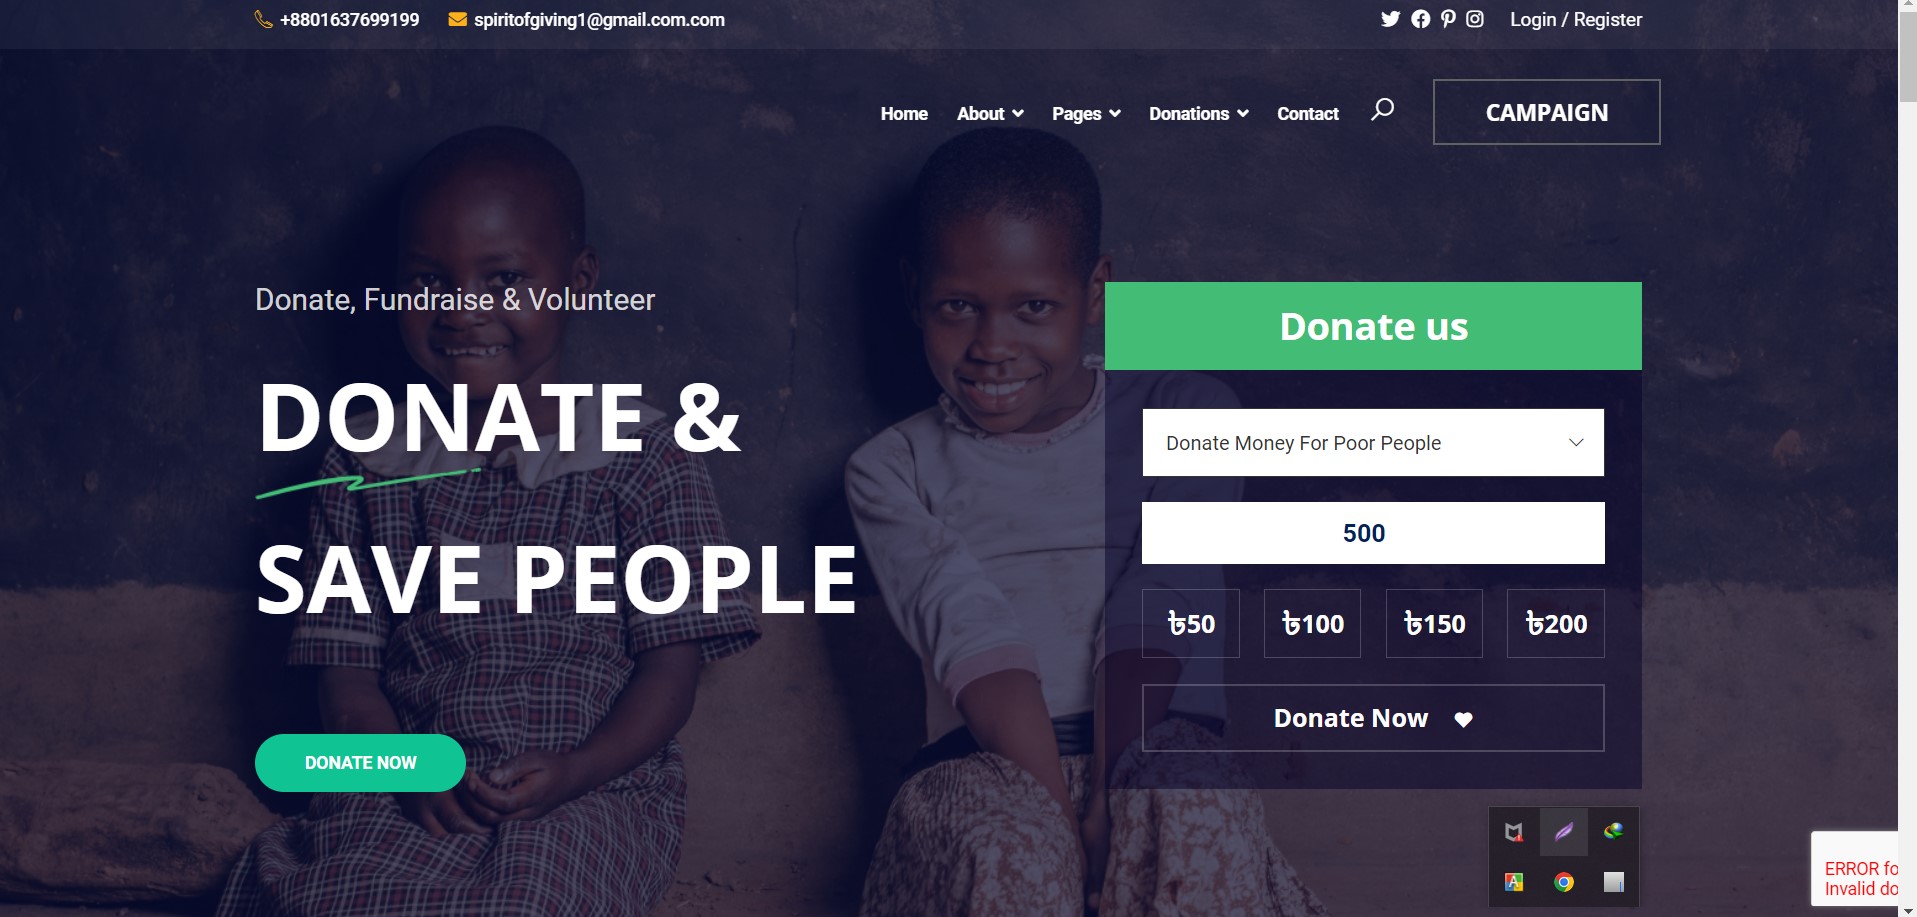 +8801637699199 spiritofgiving1@gmail.com.com Login / Register
Home About Pages Donations Contact CAMPAIGN
Donate, Fundraise & Volunteer
DONATE &
SAVE PEOPLE
DONATE NOW
Donate us
Donate Money For Poor People
500
৳50 ৳100 ৳150 ৳200
Donate Now
ERROR fo
Invalid do